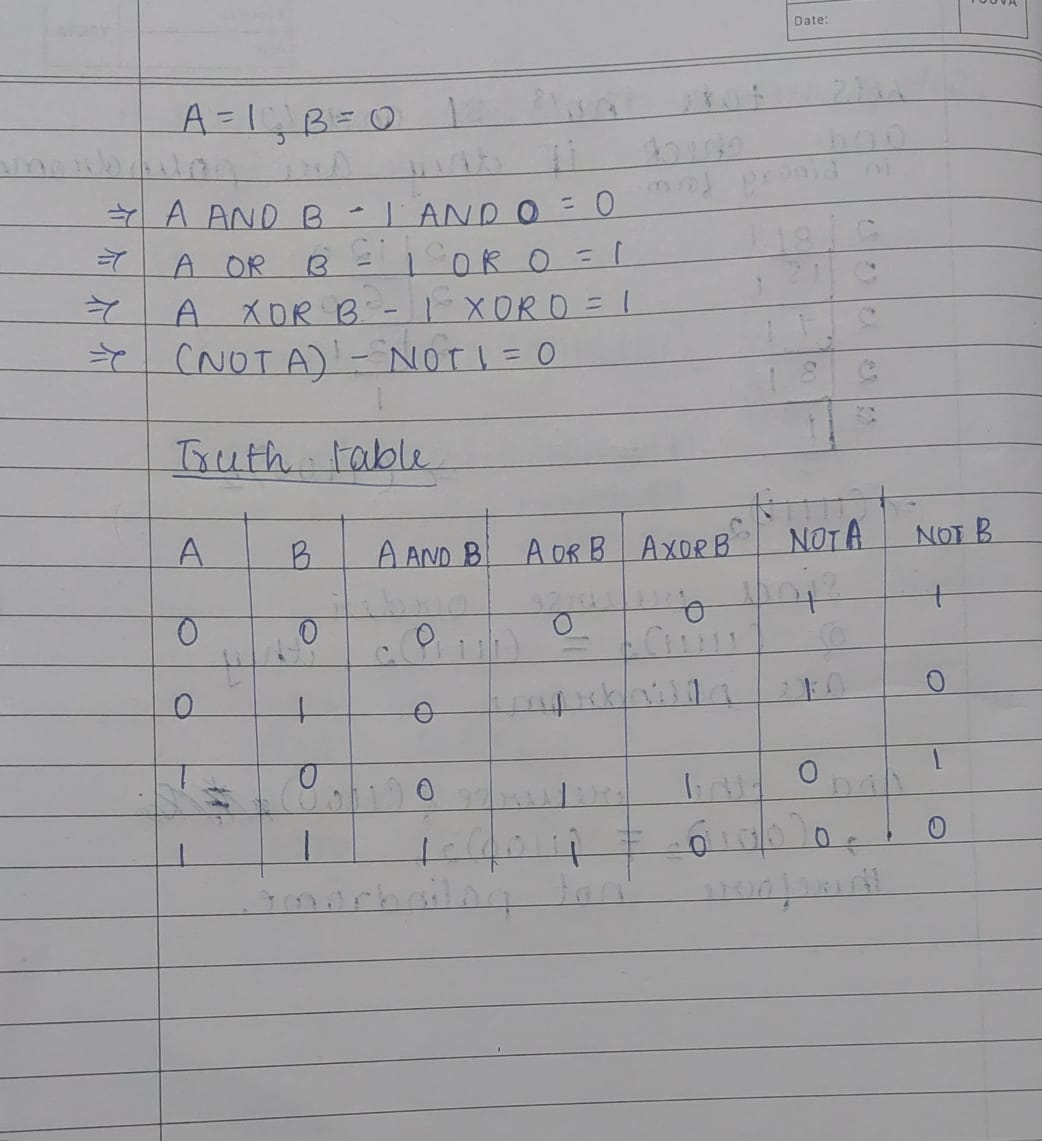 Date:
A = 1, B = 0
⇒ A AND B - 1 AND 0 = 0
⇒ A OR B = 1 OR 0 = 1
⇒ A XOR B - 1 XOR 0 = 1
⇒ (NOT A) - NOT 1 = 0
Truth table
A B A AND B A OR B A XOR B NOT A NOT B
0 0 0 0 0 1 1
0 1 0 1 1 1 0
1 0 0 1 1 0 1
1 1 1 1 0 0 0